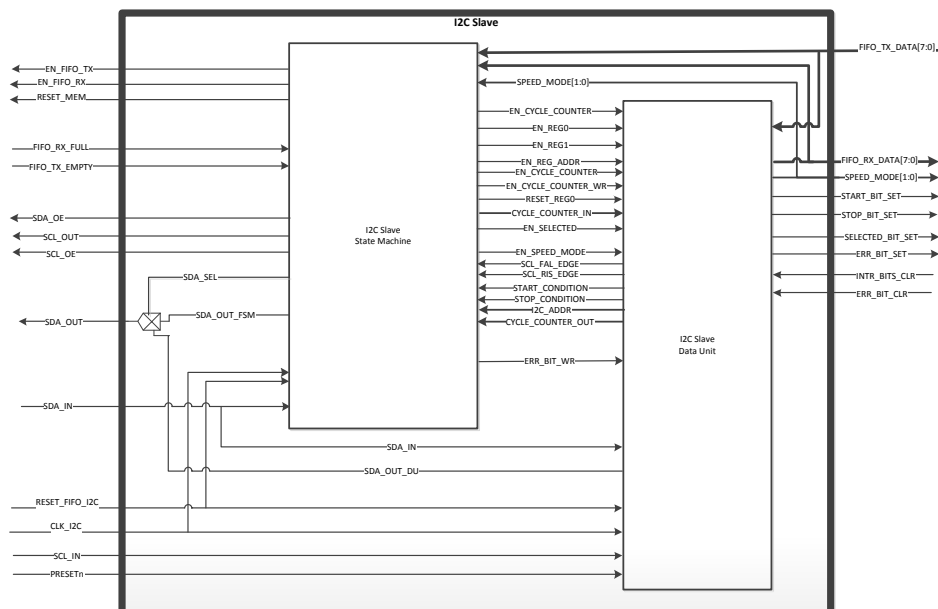 I2C Slave
FIFO_TX_DATA[7:0]
EN_FIFO_TX
EN_FIFO_RX
RESET_MEM
SPEED_MODE[1:0]
EN_CYCLE_COUNTER
EN_REG0
EN_REG1
FIFO_RX_FULL
FIFO_TX_EMPTY
EN_REG_ADDR
EN_CYCLE_COUNTER
EN_CYCLE_COUNTER_WR
RESET_REG0
CYCLE_COUNTER_IN
EN_SELECTED
FIFO_RX_DATA[7:0]
SPEED_MODE[1:0]
START_BIT_SET
STOP_BIT_SET
SELECTED_BIT_SET
ERR_BIT_SET
INTR_BITS_CLR
ERR_BIT_CLR
SDA_OE
SCL_OUT
SCL_OE
I2C Slave
State Machine
EN_SPEED_MODE
SCL_FAL_EDGE
SCL_RIS_EDGE
START_CONDITION
STOP_CONDITION
I2C_ADDR
CYCLE_COUNTER_OUT
SDA_SEL
SDA_OUT
SDA_OUT_FSM
I2C Slave
Data Unit
ERR_BIT_WR
SDA_IN
SDA_IN
SDA_OUT_DU
RESET_FIFO_I2C
CLK_I2C
SCL_IN
PRESETn